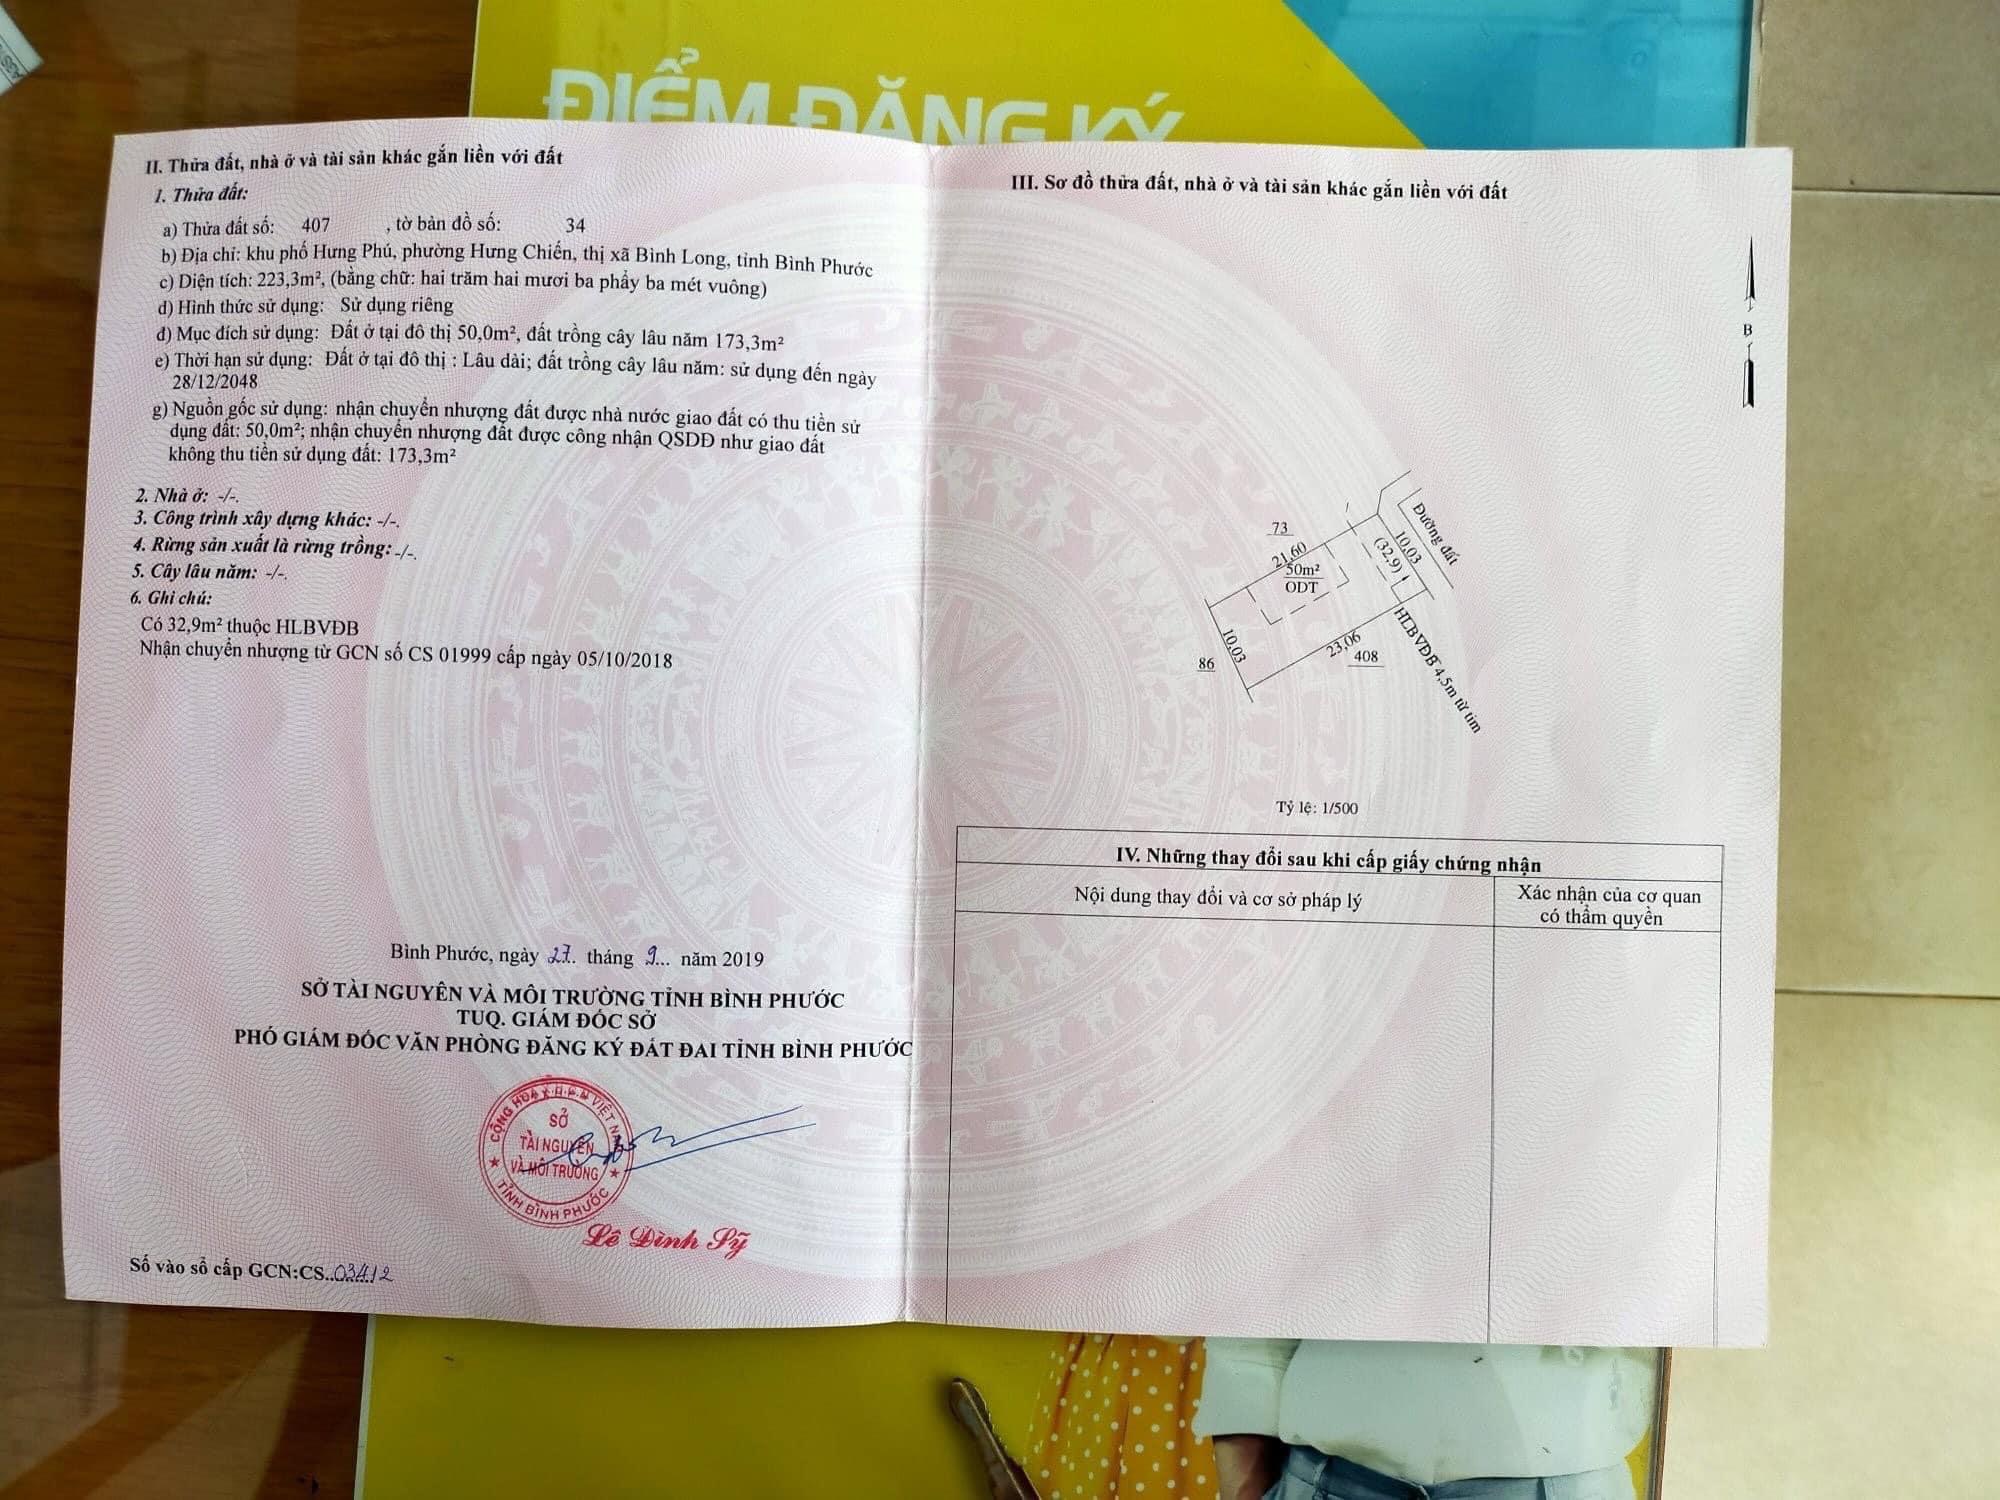 ĐIỂM ĐĂNG KÝ
II. Thửa đất, nhà ở và tài sản khác gắn liền với đất
1. Thửa đất:
a) Thửa đất số: 407 , tờ bản đồ số: 34
b) Địa chỉ: khu phố Hưng Phú, phường Hưng Chiến, thị xã Bình Long, tỉnh Bình Phước
c) Diện tích: 223,3m², (bằng chữ: hai trăm hai mươi ba phẩy ba mét vuông)
d) Hình thức sử dụng: Sử dụng riêng
đ) Mục đích sử dụng: Đất ở tại đô thị 50,0m², đất trồng cây lâu năm 173,3m²
e) Thời hạn sử dụng: Đất ở tại đô thị : Lâu dài; đất trồng cây lâu năm: sử dụng đến ngày
28/12/2048
g) Nguồn gốc sử dụng: nhận chuyển nhượng đất được nhà nước giao đất có thu tiền sử
dụng đất: 50,0m²; nhận chuyển nhượng đất được công nhận QSDĐ như giao đất
không thu tiền sử dụng đất: 173,3m²
2. Nhà ở: -/-.
3. Công trình xây dựng khác: -/-.
4. Rừng sản xuất là rừng trồng: -/-.
5. Cây lâu năm: -/-.
6. Ghi chú:
Có 32,9m² thuộc HLBVĐB
Nhận chuyển nhượng từ GCN số CS 01999 cấp ngày 05/10/2018
Bình Phước, ngày 27.. tháng 9... năm 2019
SỞ TÀI NGUYÊN VÀ MÔI TRƯỜNG TỈNH BÌNH PHƯỚC
TUQ. GIÁM ĐỐC SỞ
PHÓ GIÁM ĐỐC VĂN PHÒNG ĐĂNG KÝ ĐẤT ĐAI TỈNH BÌNH PHƯỚC
CỘNG HOÀ X.H.C.N VIỆT NAM
SỞ
TÀI NGUYÊN
VÀ MÔI TRƯỜNG
TỈNH BÌNH PHƯỚC
Lê Đình Sỹ
Số vào sổ cấp GCN:CS..03412
III. Sơ đồ thửa đất, nhà ở và tài sản khác gắn liền với đất
B
Đường đất
73
21,60
10,03
(32,9)
50m²
ODT
10,03
86
23,06
408
HLBVĐB 4,5m từ tim
Tỷ lệ: 1/500
IV. Những thay đổi sau khi cấp giấy chứng nhận
Nội dung thay đổi và cơ sở pháp lý
Xác nhận của cơ quan
có thẩm quyền